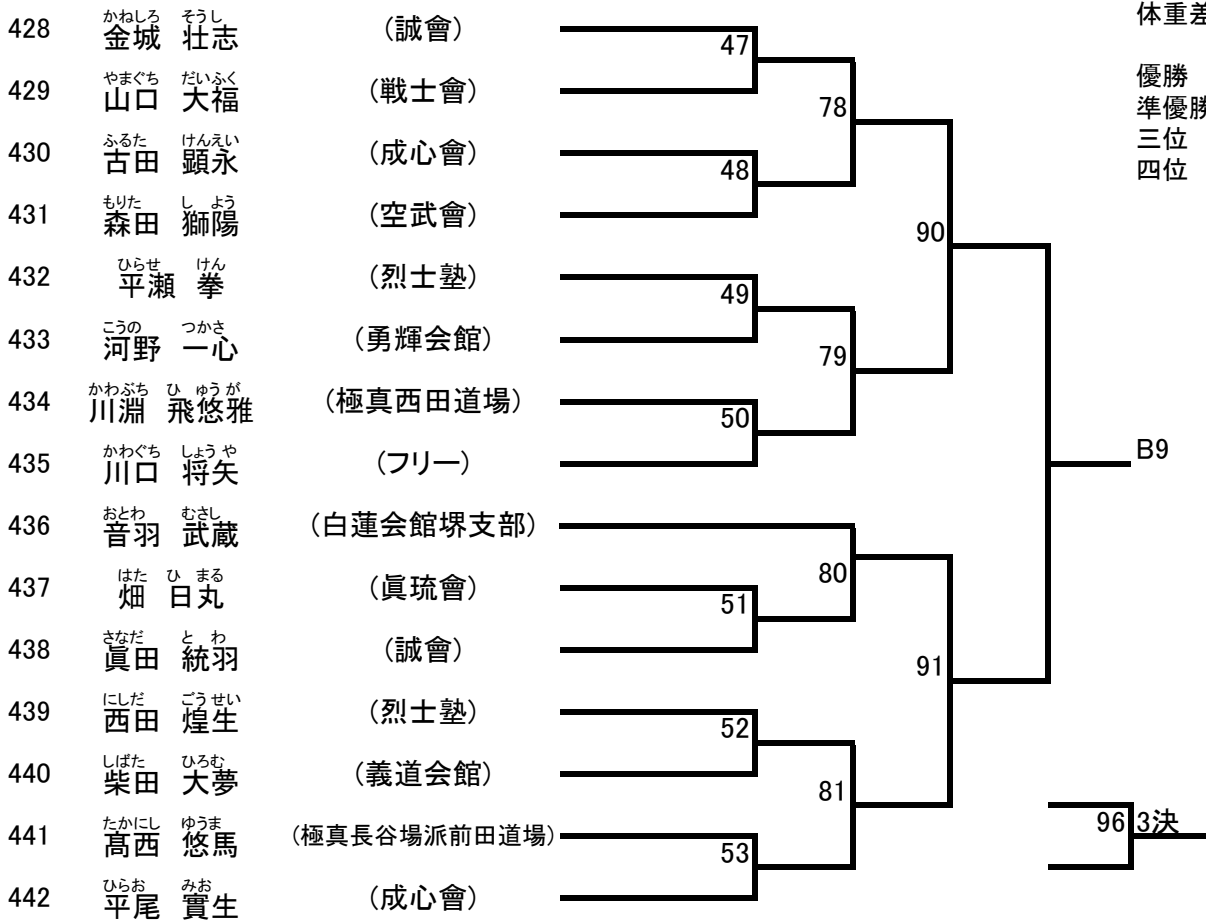 体重差
優勝
準優勝
三位
四位
かねしろ そうし
428 金城 壮志 (誠會)
47
やまぐち だいふく
429 山口 大福 (戦士會)
78
ふるた けんえい
430 古田 顕永 (成心會)
48
もりた し よう
431 森田 獅陽 (空武會)
90
ひらせ けん
432 平瀬 拳 (烈士塾)
49
こうの つかさ
433 河野 一心 (勇輝会館)
79
かわぶち ひ ゅうが
434 川淵 飛悠雅 (極真西田道場)
50
かわぐち しょうや
435 川口 将矢 (フリー)
B9
おとわ むさし
436 音羽 武蔵 (白蓮会館堺支部)
80
はた ひ まる
437 畑 日丸 (眞琉會)
51
さなだ と わ
438 眞田 統羽 (誠會)
91
にしだ ごうせい
439 西田 煌生 (烈士塾)
52
しばた ひろむ
440 柴田 大夢 (義道会館)
81
たかにし ゆうま
441 髙西 悠馬 (極真長谷場派前田道場)
96 3決
53
ひらお みお
442 平尾 實生 (成心會)